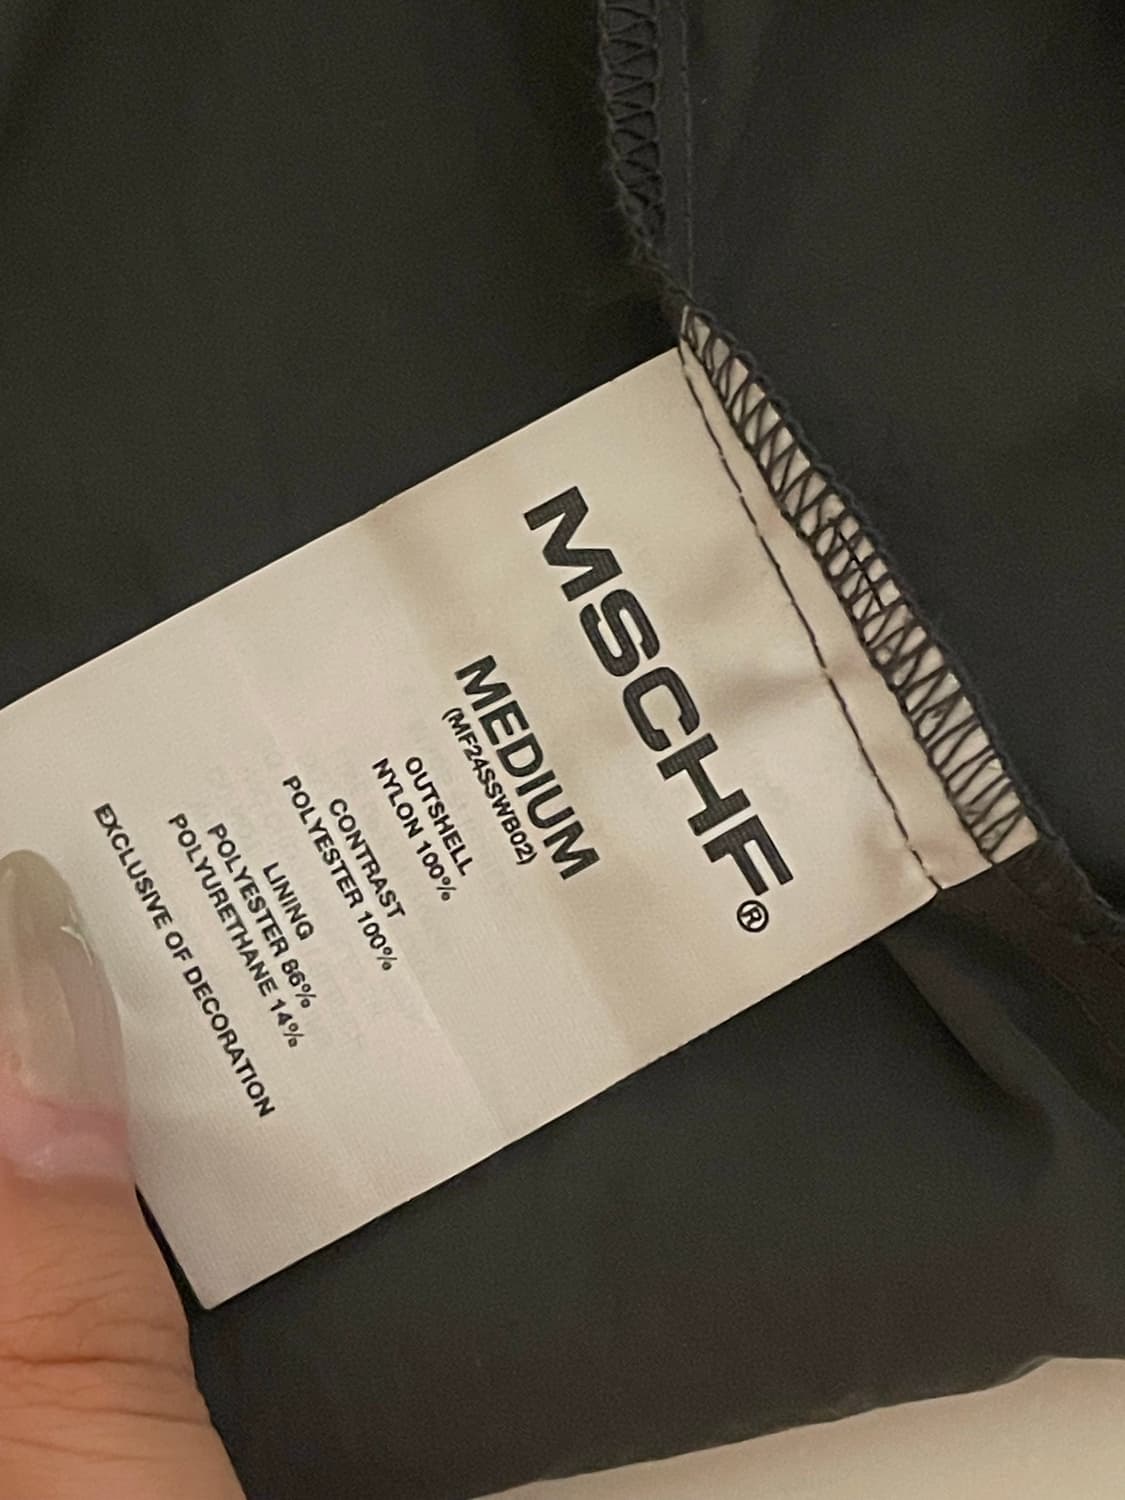 MSCHF®
MEDIUM
(MF24SSWB02)
OUTSHELL
NYLON 100%
CONTRAST
POLYESTER 100%
LINING
POLYESTER 86%
POLYURETHANE 14%
EXCLUSIVE OF DECORATION